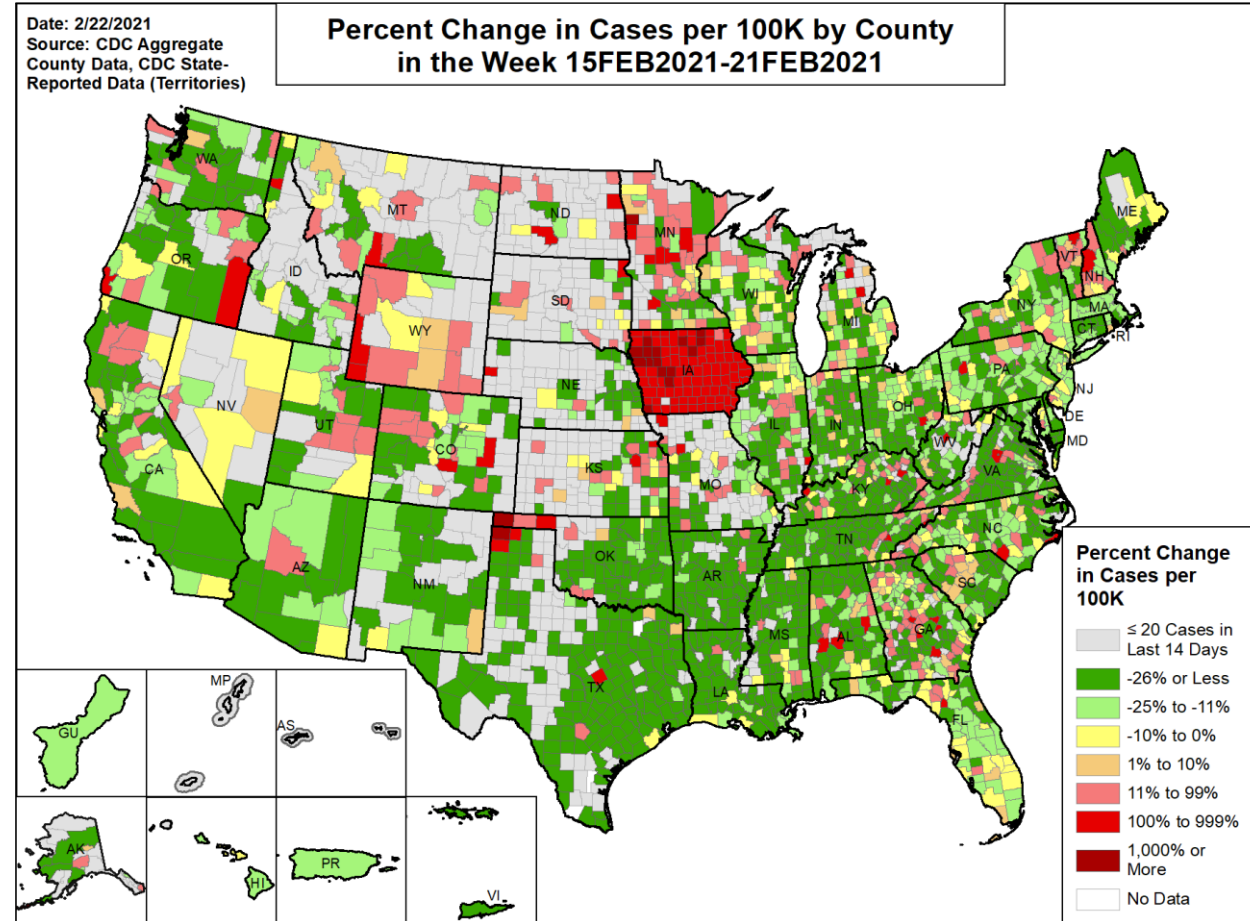 Date: 2/22/2021
Source: CDC Aggregate
County Data, CDC State-
Reported Data (Territories)
Percent Change in Cases per 100K by County
in the Week 15FEB2021-21FEB2021
WA
MT
ND
MN
ME
OR
ID
SD
WI
MI
VT
NH
NY
MA
CT
RI
WY
NE
IA
PA
NJ
NV
UT
CO
IL
IN
OH
DE
MD
WV
VA
CA
KS
MO
KY
AZ
NM
OK
AR
TN
NC
SC
MS
AL
GA
TX
LA
FL
GU
MP
AS
AK
HI
PR
VI
Percent Change
in Cases per
100K
≤ 20 Cases in
Last 14 Days
-26% or Less
-25% to -11%
-10% to 0%
1% to 10%
11% to 99%
100% to 999%
1,000% or
More
No Data